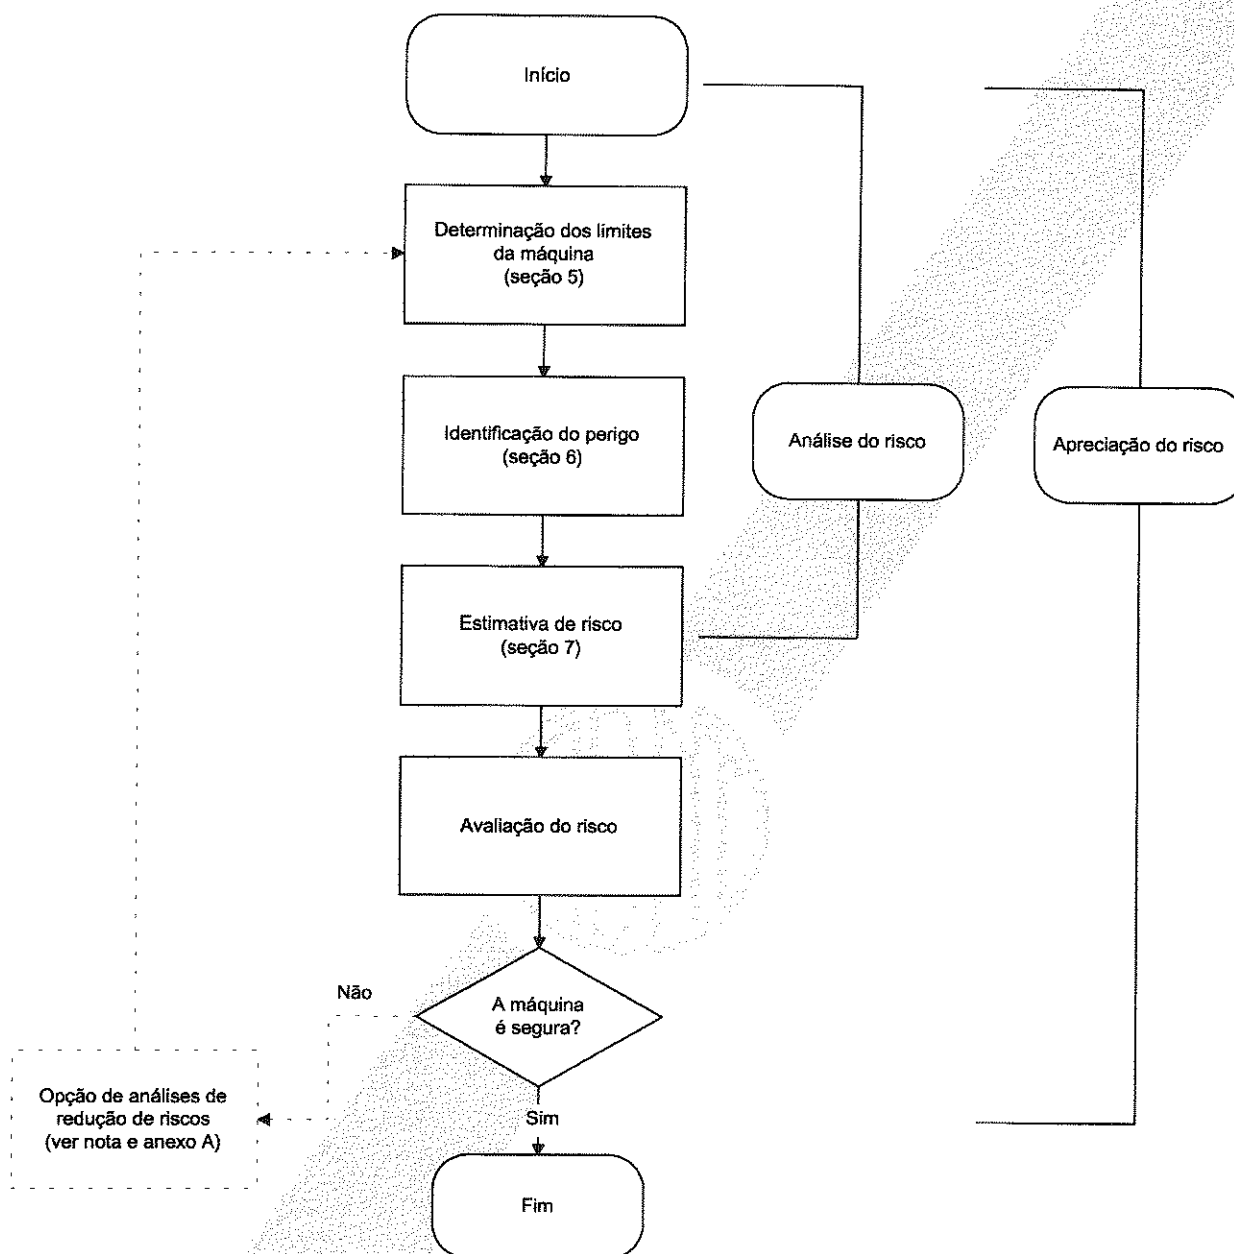 Início
Determinação dos limites
da máquina
(seção 5)
Identificação do perigo
(seção 6)
Análise do risco
Apreciação do risco
Estimativa de risco
(seção 7)
Avaliação do risco
Não
A máquina
é segura?
Opção de análises de
redução de riscos
(ver nota e anexo A)
Sim
Fim